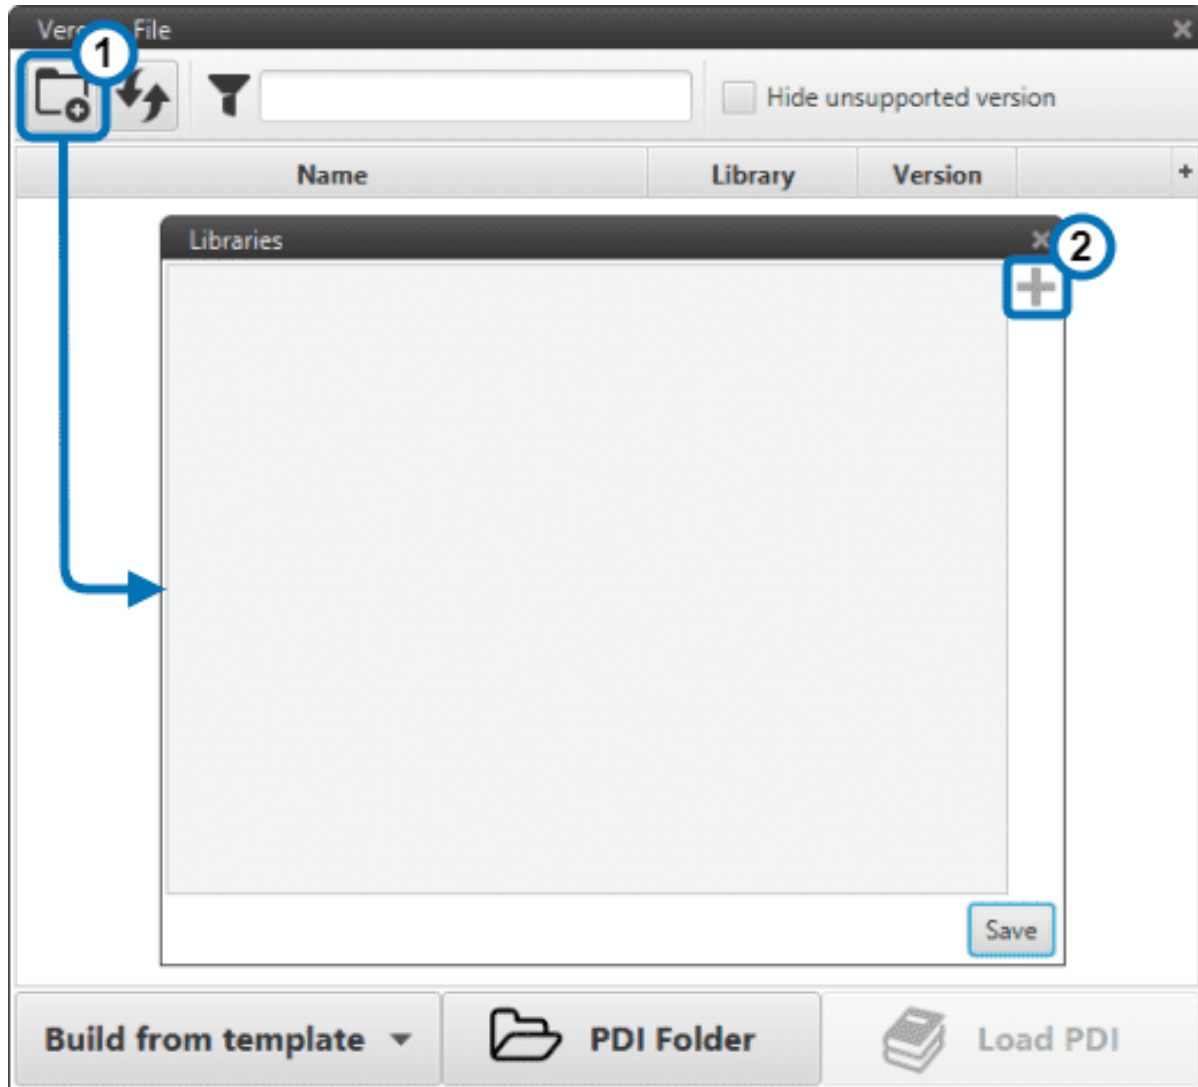 File
1
Hide unsupported version
Name Library Version +
Libraries
2
Save
Build from template PDI Folder Load PDI